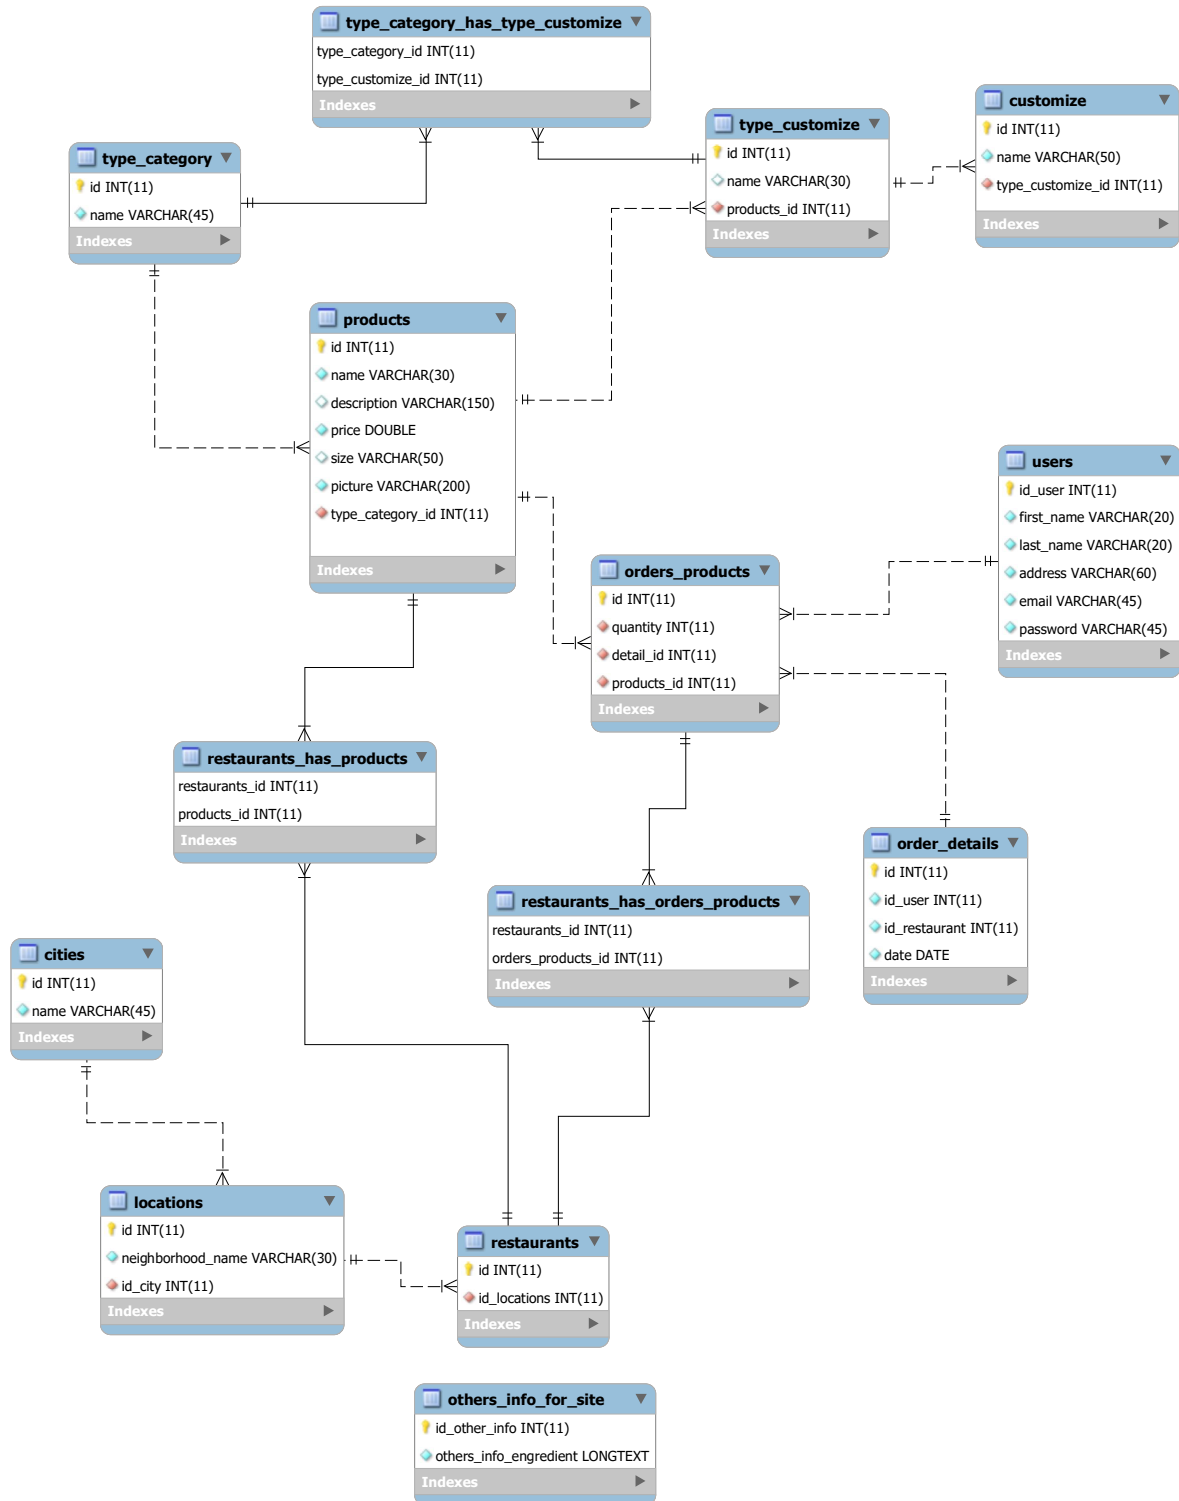 type_category_has_type_customize
type_category_id INT(11)
type_customize_id INT(11)
Indexes
type_customize
id INT(11)
name VARCHAR(30)
products_id INT(11)
Indexes
customize
id INT(11)
name VARCHAR(50)
type_customize_id INT(11)
Indexes
type_category
id INT(11)
name VARCHAR(45)
Indexes
products
id INT(11)
name VARCHAR(30)
description VARCHAR(150)
price DOUBLE
size VARCHAR(50)
picture VARCHAR(200)
type_category_id INT(11)
Indexes
users
id_user INT(11)
first_name VARCHAR(20)
last_name VARCHAR(20)
address VARCHAR(60)
email VARCHAR(45)
password VARCHAR(45)
Indexes
orders_products
id INT(11)
quantity INT(11)
detail_id INT(11)
products_id INT(11)
Indexes
restaurants_has_products
restaurants_id INT(11)
products_id INT(11)
Indexes
order_details
id INT(11)
id_user INT(11)
id_restaurant INT(11)
date DATE
Indexes
restaurants_has_orders_products
restaurants_id INT(11)
orders_products_id INT(11)
Indexes
cities
id INT(11)
name VARCHAR(45)
Indexes
locations
id INT(11)
neighborhood_name VARCHAR(30)
id_city INT(11)
Indexes
restaurants
id INT(11)
id_locations INT(11)
Indexes
others_info_for_site
id_other_info INT(11)
others_info_engredient LONGTEXT
Indexes